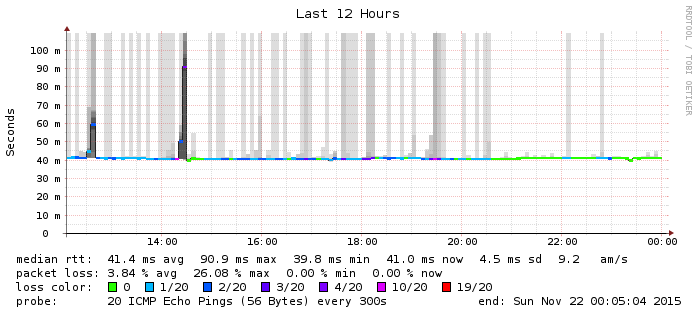 Last 12 Hours
RRDTOOL / TOBI OETIKER
Seconds
100 m
90 m
80 m
70 m
60 m
50 m
40 m
30 m
20 m
10 m
0
14:00 16:00 18:00 20:00 22:00 00:00
median rtt: 41.4 ms avg 90.9 ms max 39.8 ms min 41.0 ms now 4.5 ms sd 9.2 am/s
packet loss: 3.84 % avg 26.08 % max 0.00 % min 0.00 % now
loss color: 0 1/20 2/20 3/20 4/20 10/20 19/20
probe: 20 ICMP Echo Pings (56 Bytes) every 300s end: Sun Nov 22 00:05:04 2015